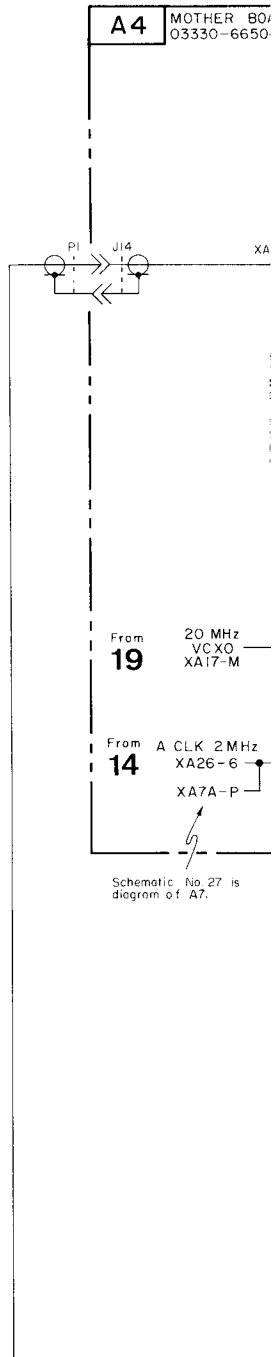 A4 MOTHER BOA
03330-6650
P1 J14 XA
From 20 MHz
19 VCXO
XA17-M
From A CLK 2MHz
14 XA26-6
XA7A-P
Schematic No. 27 is
diagram of A7.